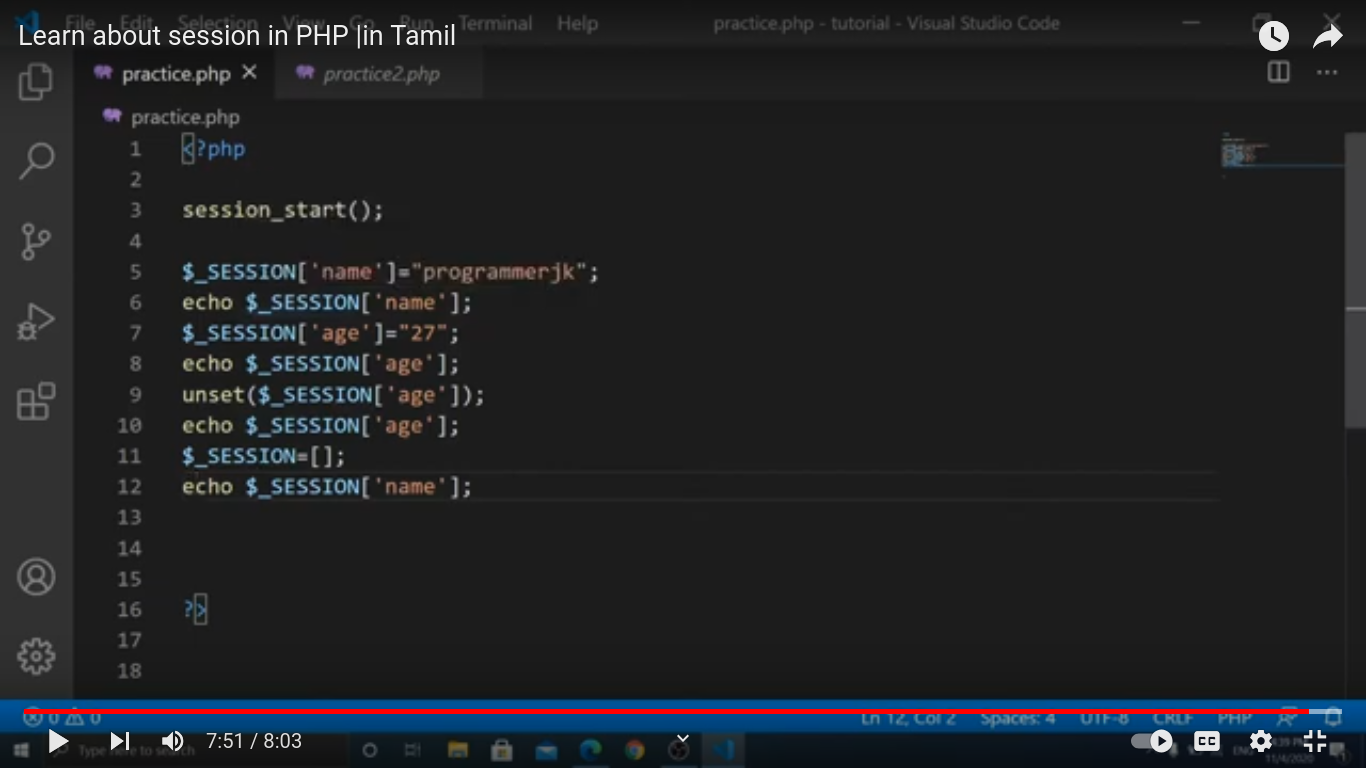 File Edit Selection View Go Run Terminal Help practice.php - tutorial - Visual Studio Code
Learn about session in PHP |in Tamil
practice.php practice2.php
practice.php
1 <?php
2
3 session_start();
4
5 $_SESSION['name']="programmerjk";
6 echo $_SESSION['name'];
7 $_SESSION['age']="27";
8 echo $_SESSION['age'];
9 unset($_SESSION['age']);
10 echo $_SESSION['age'];
11 $_SESSION=[];
12 echo $_SESSION['name'];
13
14
15
16 ?>
17
18
0 0 Ln 12, Col 2 Spaces: 4 UTF-8 CRLF PHP
7:51 / 8:03 CC
Type here to search ENG
11/4/2020